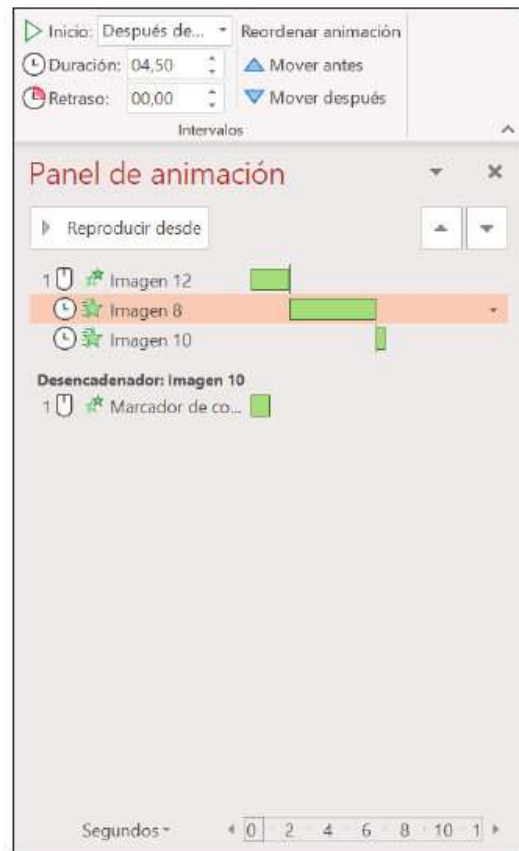 Inicio: Después de... Reordenar animación
Duración: 04,50 Mover antes
Retraso: 00,00 Mover después
Intervalos
Panel de animación
Reproducir desde
1 Imagen 12
Imagen 8
Imagen 10
Desencadenador: Imagen 10
1 Marcador de co...
Segundos 0 2 4 6 8 10 1